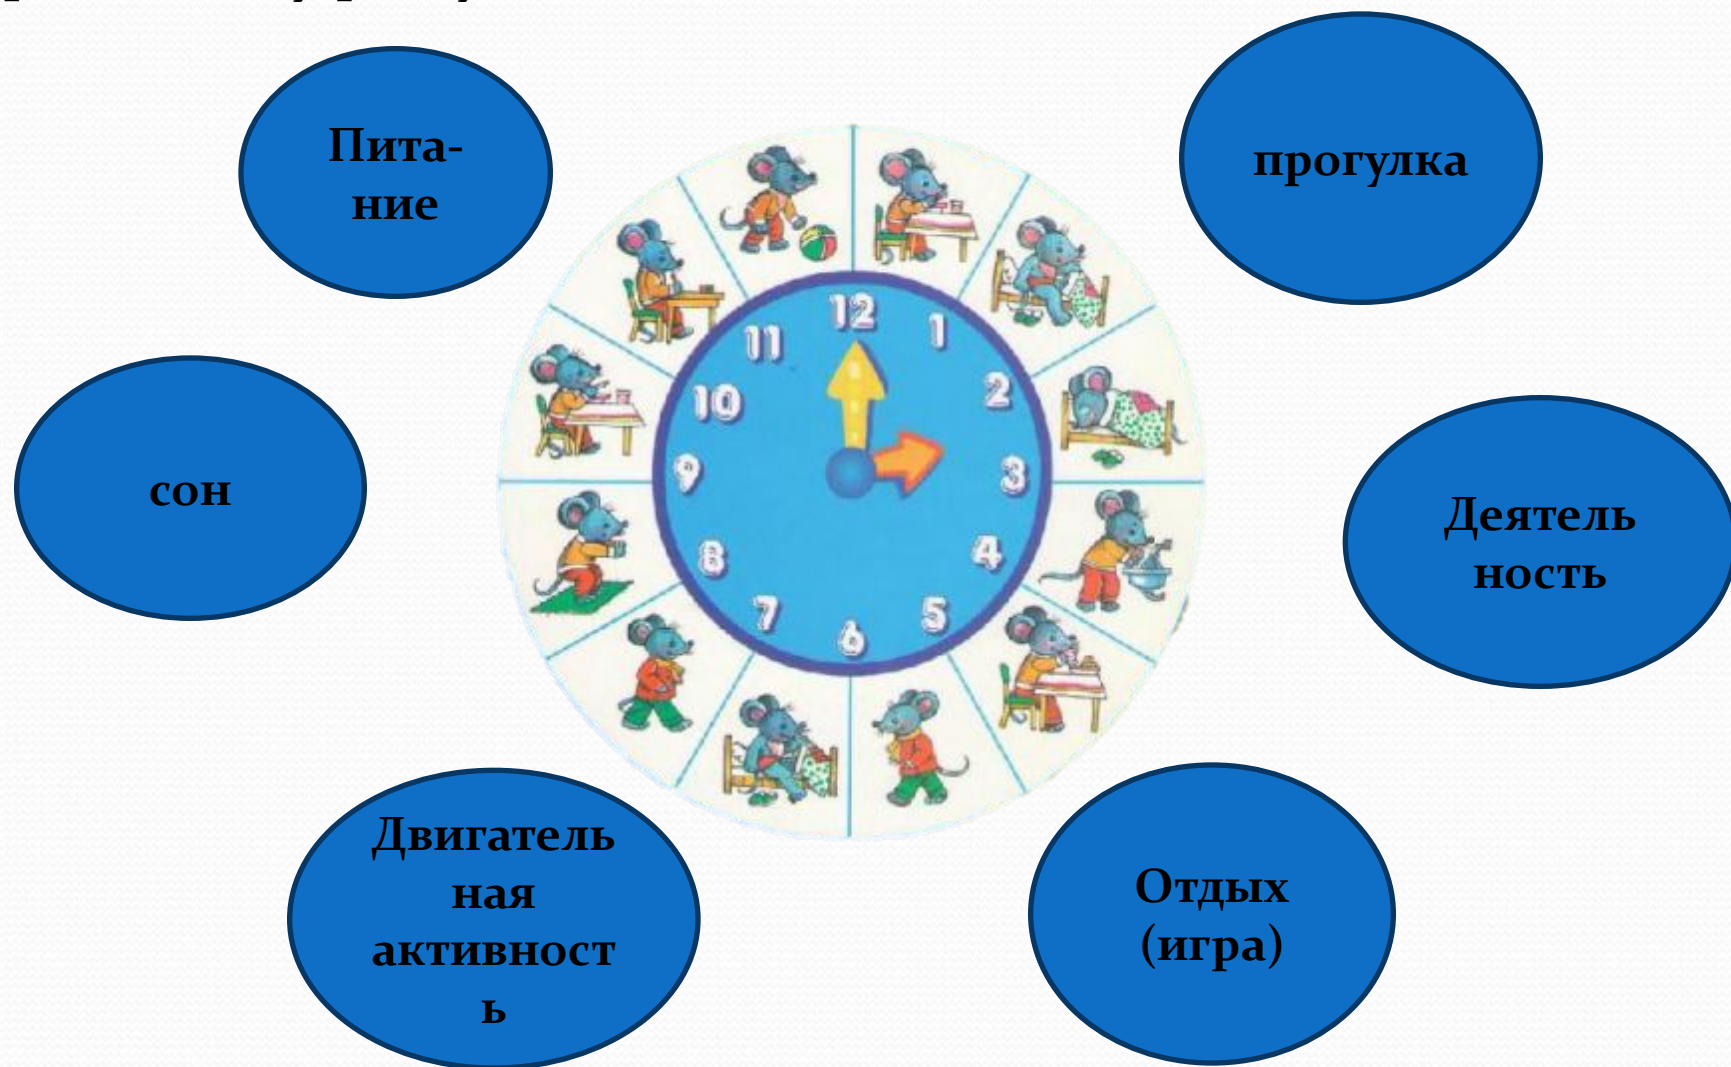 Пита-
ние
прогулка
сон
Деятель
ность
Двигатель
ная
активност
ь
Отдых
(игра)
12
1
2
3
4
5
6
7
8
9
10
11